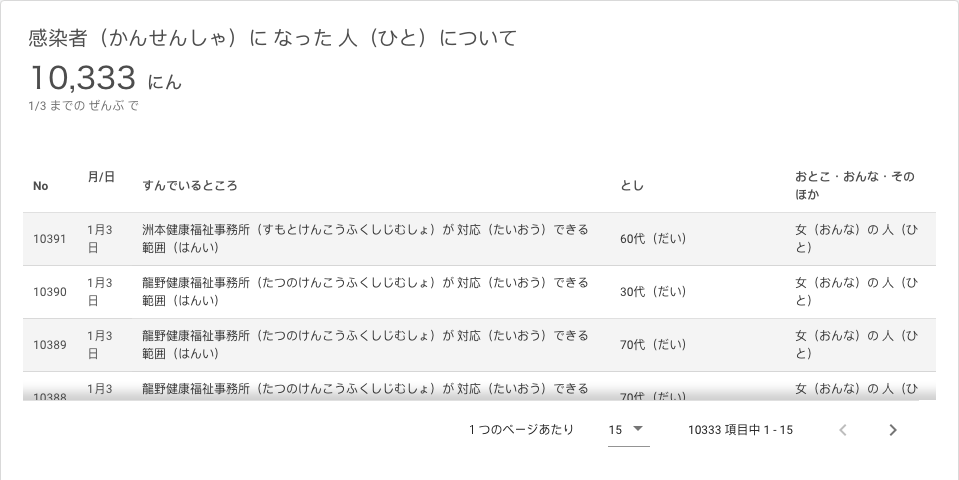 感染者（かんせんしゃ）に なった 人（ひと）について
10,333 にん
1/3 までの ぜんぶ で
No 月/日 すんでいるところ とし おとこ・おんな・その
ほか
10391 1月3 洲本健康福祉事務所（すもとけんこうふくしじむしょ）が 対応（たいおう）できる 60代（だい） 女（おんな）の 人（ひ
日 範囲（はんい） と）
10390 1月3 龍野健康福祉事務所（たつのけんこうふくしじむしょ）が 対応（たいおう）できる 30代（だい） 女（おんな）の 人（ひ
日 範囲（はんい） と）
10389 1月3 龍野健康福祉事務所（たつのけんこうふくしじむしょ）が 対応（たいおう）できる 70代（だい） 女（おんな）の 人（ひ
日 範囲（はんい） と）
10388 1月3 龍野健康福祉事務所（たつのけんこうふくしじむしょ）が 対応（たいおう）できる 70代（だい） 女（おんな）の 人（ひ
1 つのページあたり 15 10333 項目中 1 - 15